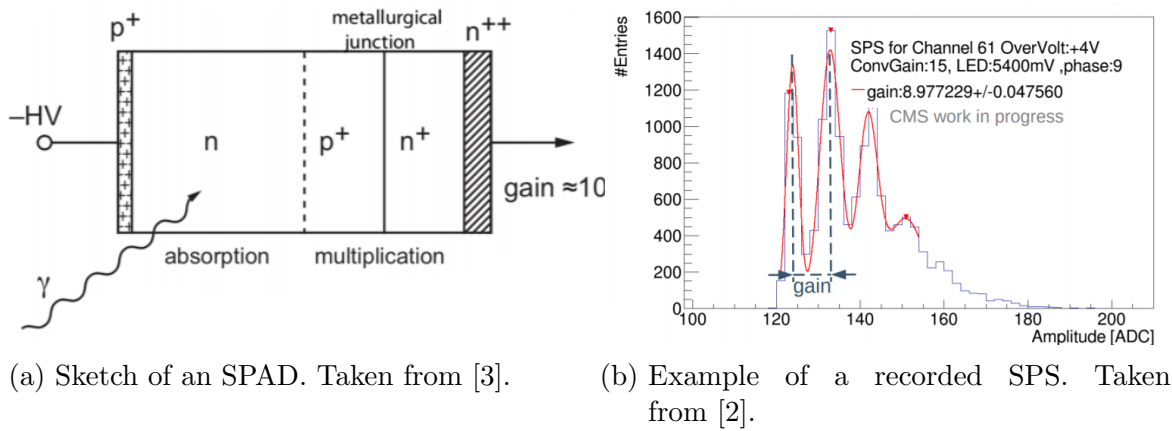 p+
metallurgical
junction
n++
–HV
n
p+
n+
gain ≈10
absorption
multiplication
γ
#Entries
1600
1400
1200
1000
800
600
400
200
0
SPS for Channel 61 OverVolt:+4V
ConvGain:15, LED:5400mV ,phase:9
gain:8.977229+/-0.047560
CMS work in progress
gain
100
120
140
160
180
200
Amplitude [ADC]
(a) Sketch of an SPAD. Taken from [3].
(b) Example of a recorded SPS. Taken
from [2].